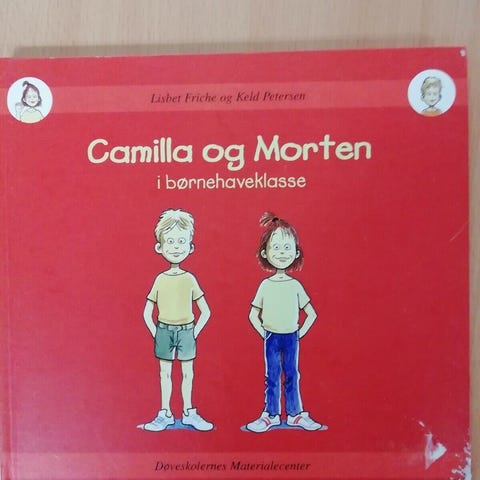 Lisbet Friche og Keld Petersen
Camilla og Morten
i børnehaveklasse
Døveskolernes Materialecenter